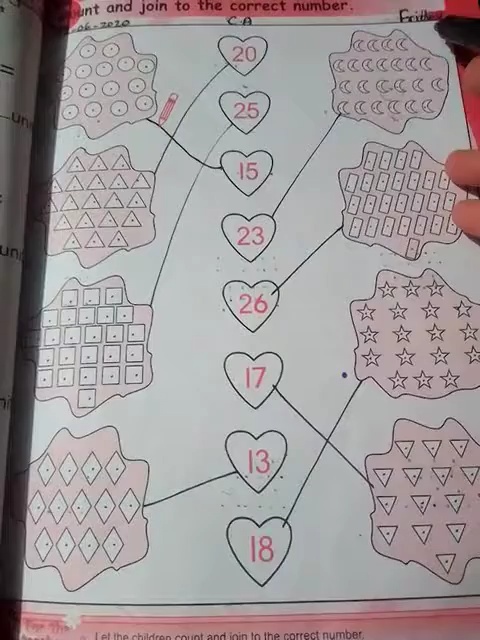 unt and join to the correct number.
06-2020
C.A
Friday
20
25
15
23
26
17
13
18
Let the children count and join to the correct number.